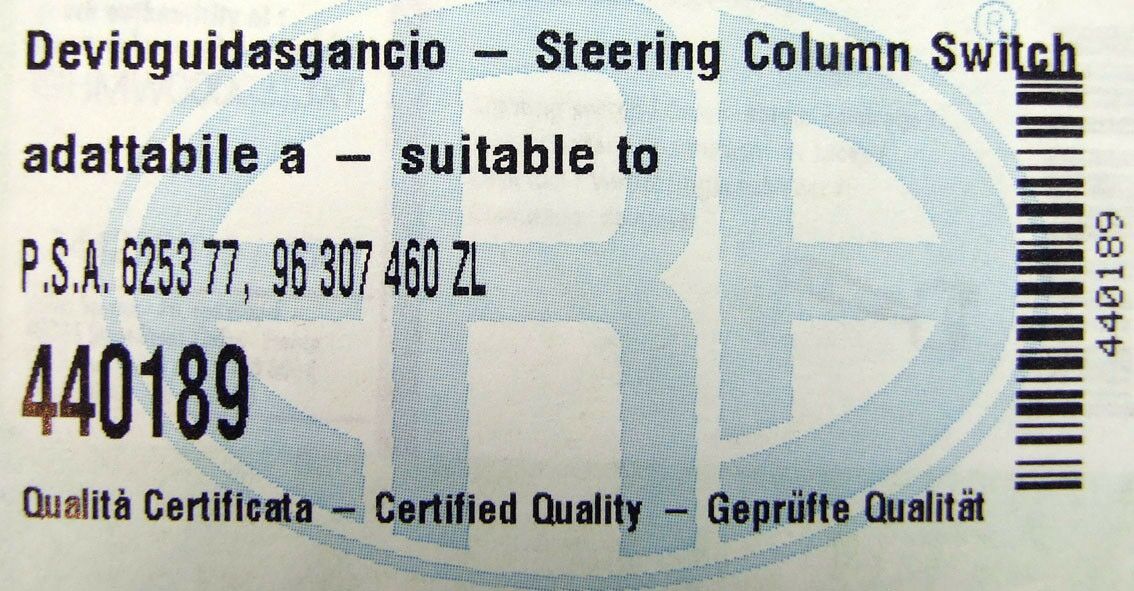 Devioguidasgancio – Steering Column Switch
adattabile a – suitable to
P.S.A. 6253 77, 96 307 460 ZL
440189
Qualità Certificata – Certified Quality – Geprüfte Qualität
440189
ERA
®